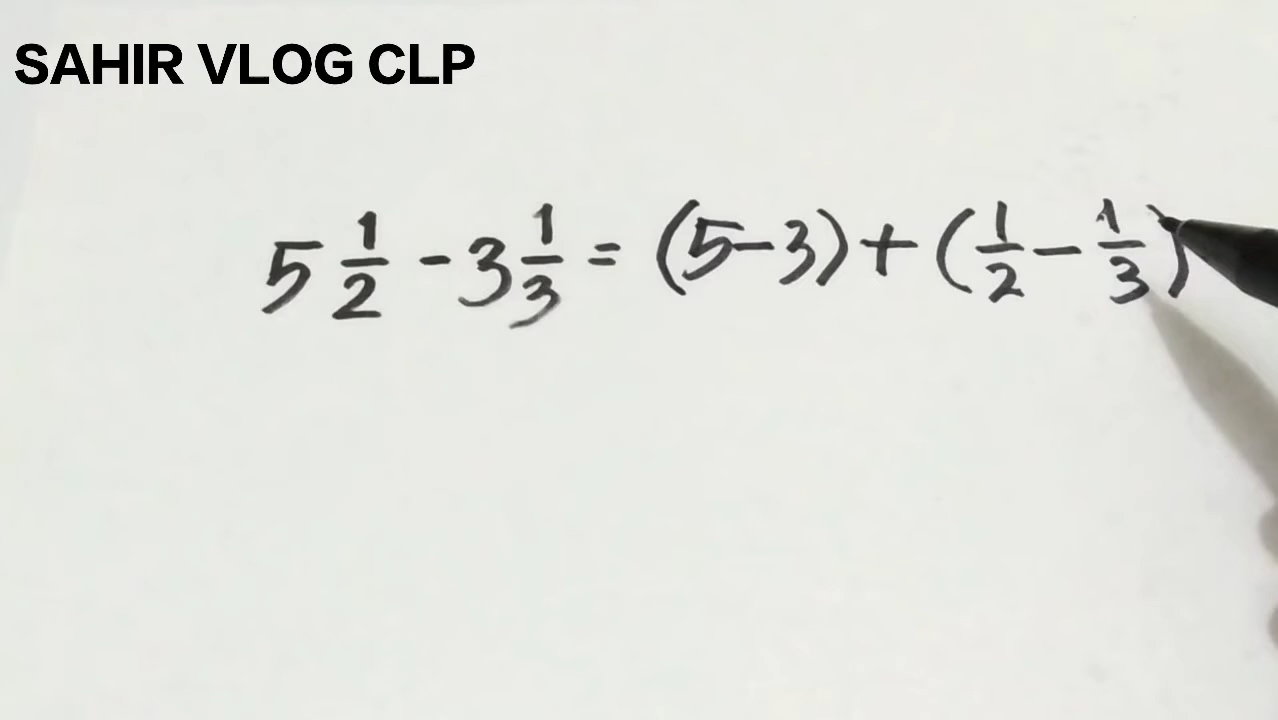 SAHIR VLOG CLP
5 1/2 - 3 1/3 = (5-3) + (1/2 - 1/3)